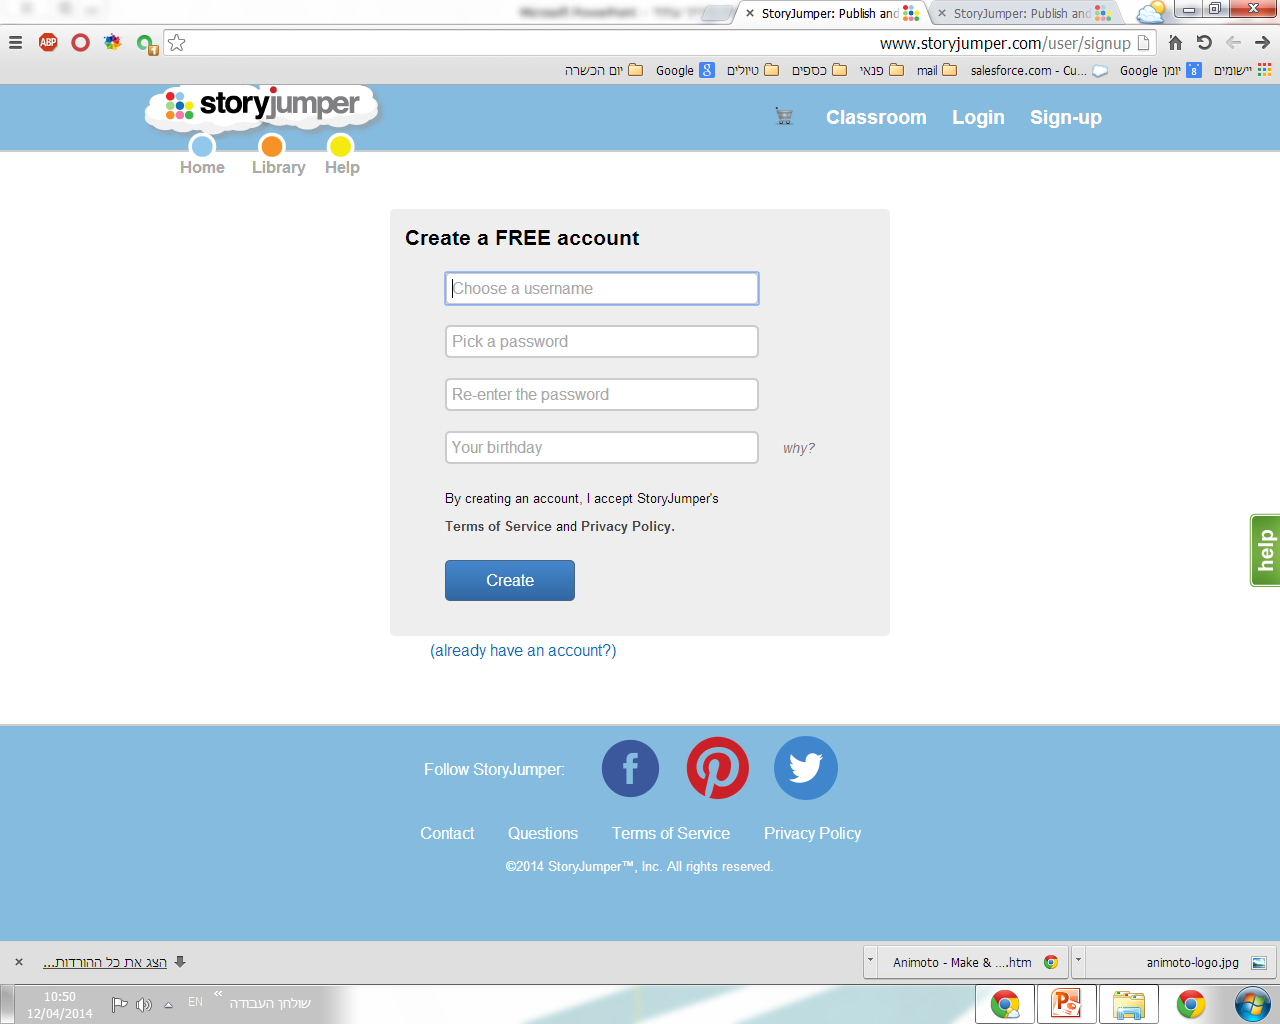 StoryJumper: Publish and
StoryJumper: Publish and
ABP
1
www.storyjumper.com/user/signup
יישומים
יומן Google
salesforce.com - Cu...
mail
פנאי
כספים
טיולים
Google
יום הכשרה
storyjumper
Home
Library
Help
Classroom
Login
Sign-up
Create a FREE account
Choose a username
Pick a password
Re-enter the password
Your birthday
why?
By creating an account, I accept StoryJumper's
Terms of Service and Privacy Policy.
Create
(already have an account?)
help
Follow StoryJumper:
Contact
Questions
Terms of Service
Privacy Policy
©2014 StoryJumper™, Inc. All rights reserved.
הצג את כל ההורדות...
Animoto - Make & ....htm
animoto-logo.jpg
10:50
12/04/2014
EN
שולחן העבודה